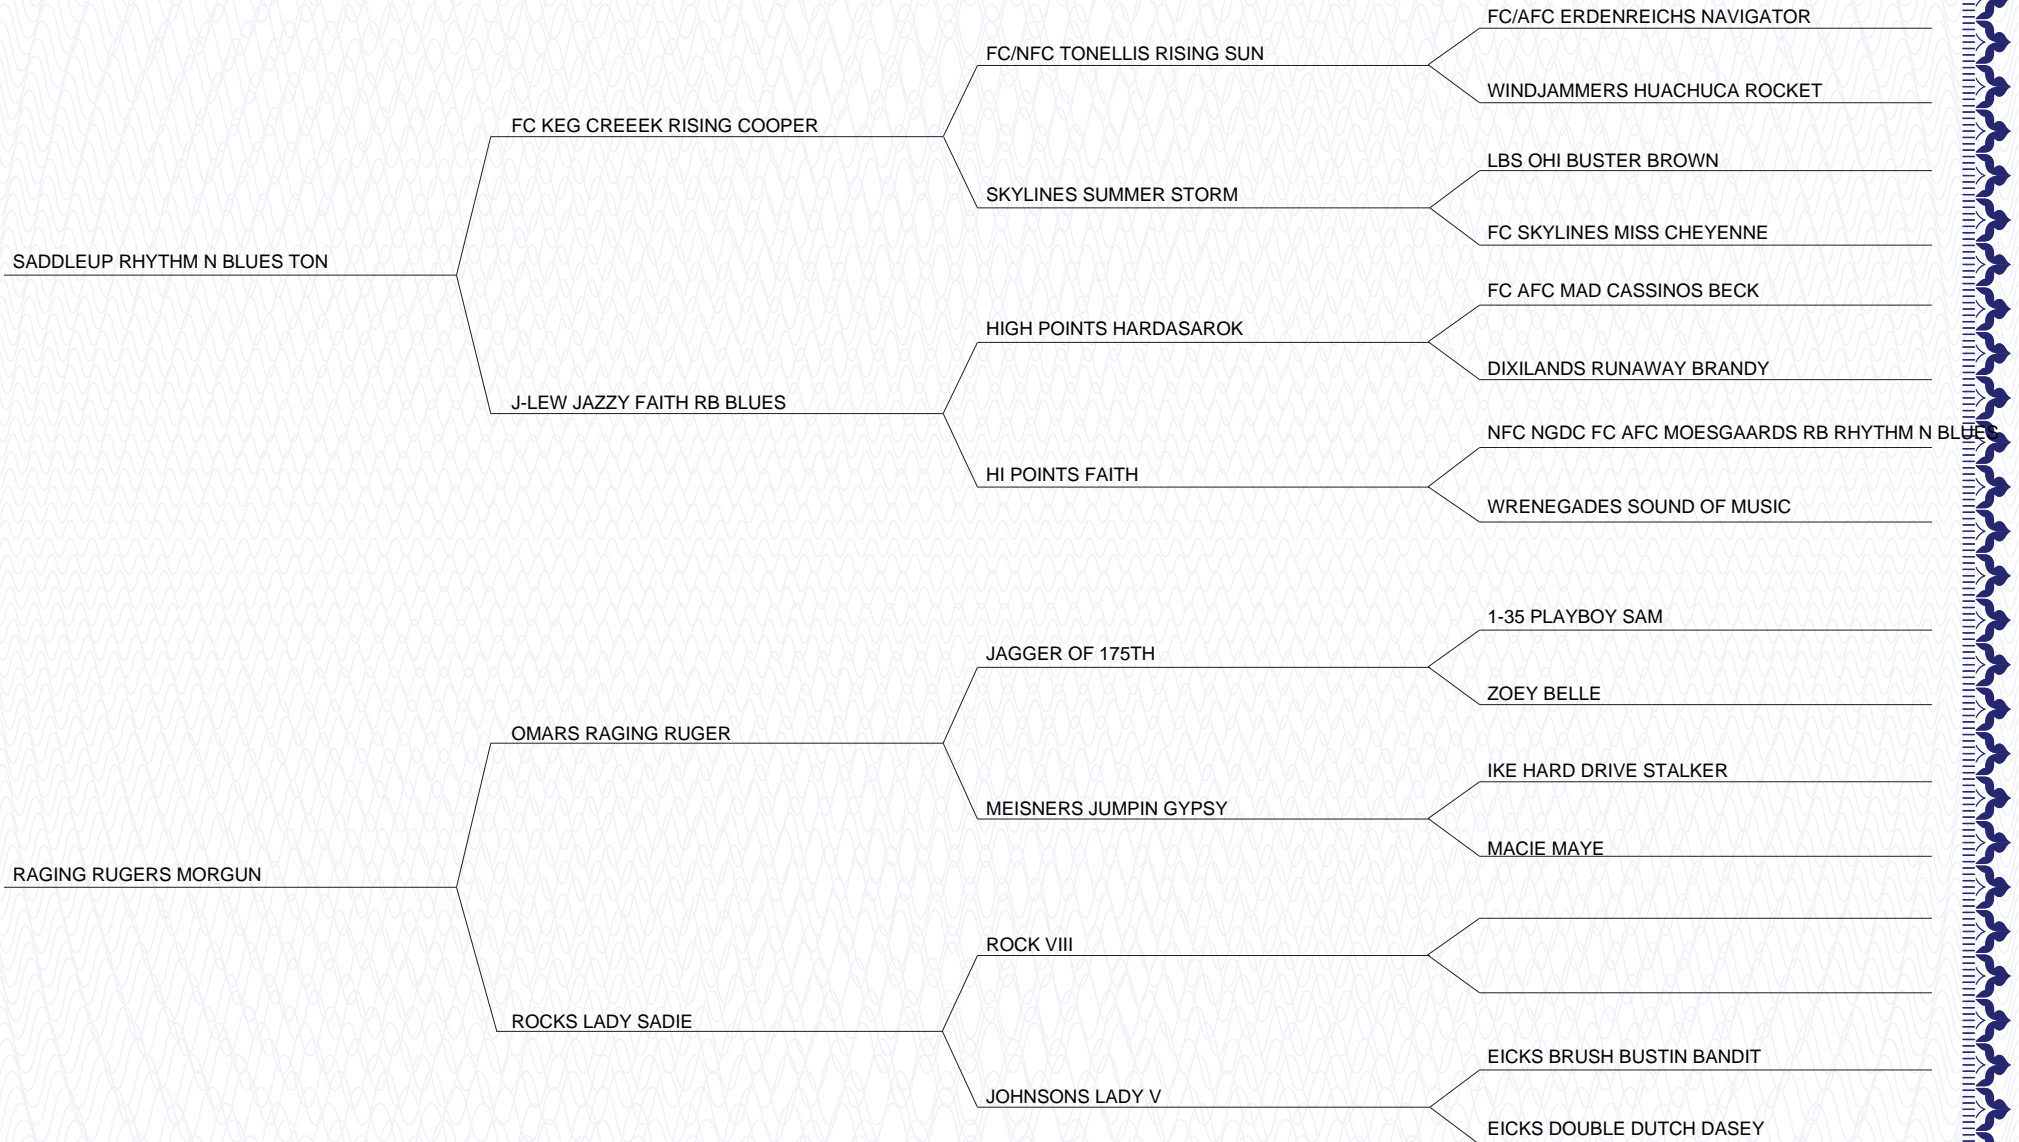 FC/AFC ERDENREICHS NAVIGATOR
FC/NFC TONELLIS RISING SUN
WINDJAMMERS HUACHUCA ROCKET
FC KEG CREEEK RISING COOPER
LBS OHI BUSTER BROWN
SKYLINES SUMMER STORM
FC SKYLINES MISS CHEYENNE
SADDLEUP RHYTHM N BLUES TON
FC AFC MAD CASSINOS BECK
HIGH POINTS HARDASAROK
DIXILANDS RUNAWAY BRANDY
J-LEW JAZZY FAITH RB BLUES
NFC NGDC FC AFC MOESGAARDS RB RHYTHM N BLUES
HI POINTS FAITH
WRENEGADES SOUND OF MUSIC
1-35 PLAYBOY SAM
JAGGER OF 175TH
ZOEY BELLE
OMARS RAGING RUGER
IKE HARD DRIVE STALKER
MEISNERS JUMPIN GYPSY
MACIE MAYE
RAGING RUGERS MORGUN
ROCK VIII
ROCKS LADY SADIE
EICKS BRUSH BUSTIN BANDIT
JOHNSONS LADY V
EICKS DOUBLE DUTCH DASEY